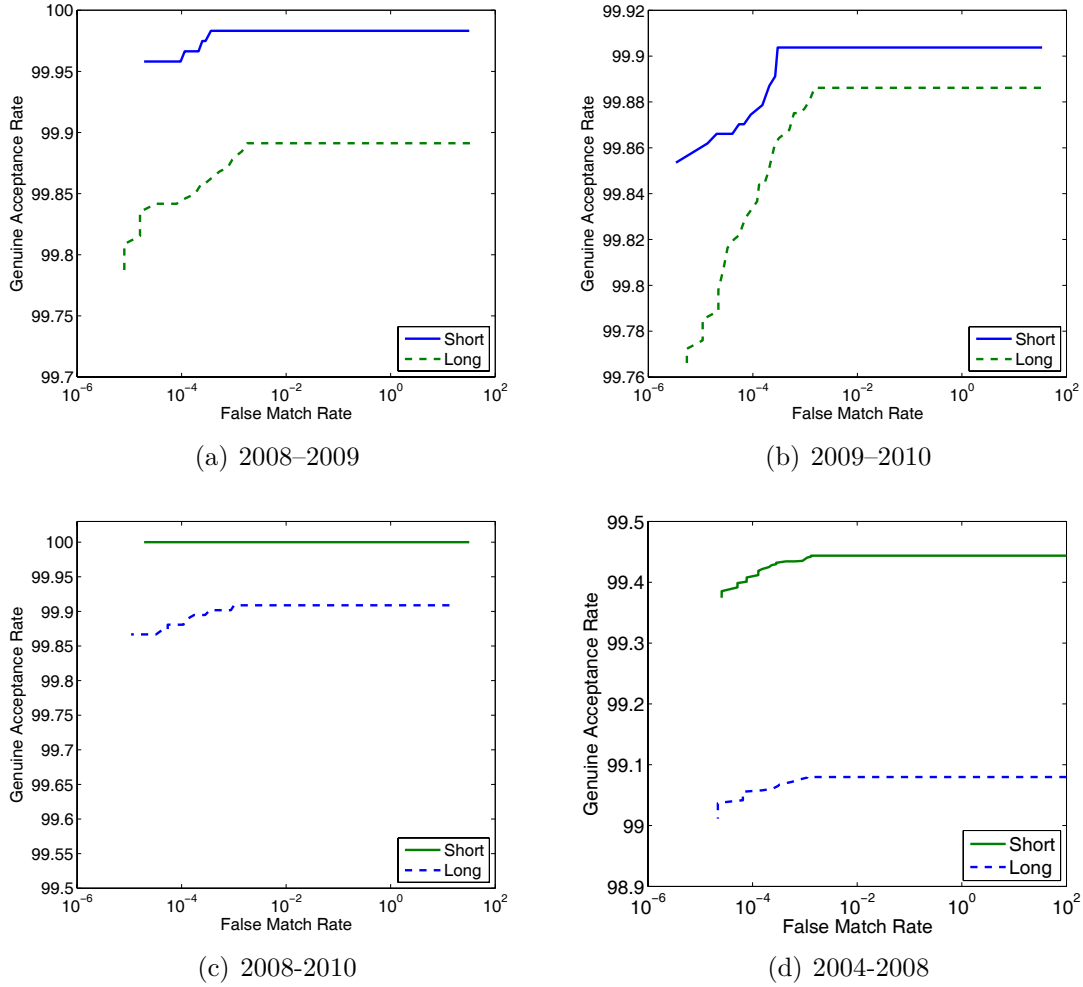 100
99.95
99.9
99.85
99.8
99.75
99.7
Genuine Acceptance Rate
10^-6
10^-4
10^-2
10^0
10^2
False Match Rate
Short
Long
(a) 2008–2009
99.92
99.9
99.88
99.86
99.84
99.82
99.8
99.78
99.76
Genuine Acceptance Rate
10^-6
10^-4
10^-2
10^0
10^2
False Match Rate
Short
Long
(b) 2009–2010
100
99.95
99.9
99.85
99.8
99.75
99.7
99.65
99.6
99.55
99.5
Genuine Acceptance Rate
10^-6
10^-4
10^-2
10^0
10^2
False Match Rate
Short
Long
(c) 2008-2010
99.5
99.4
99.3
99.2
99.1
99
98.9
Genuine Acceptance Rate
10^-6
10^-4
10^-2
10^0
10^2
False Match Rate
Short
Long
(d) 2004-2008